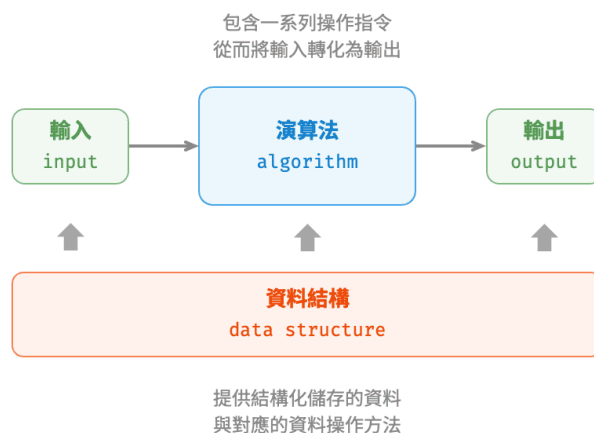 包含一系列操作指令
從而將輸入轉化為輸出
輸入
input
演算法
algorithm
輸出
output
資料結構
data structure
提供結構化儲存的資料
與對應的資料操作方法